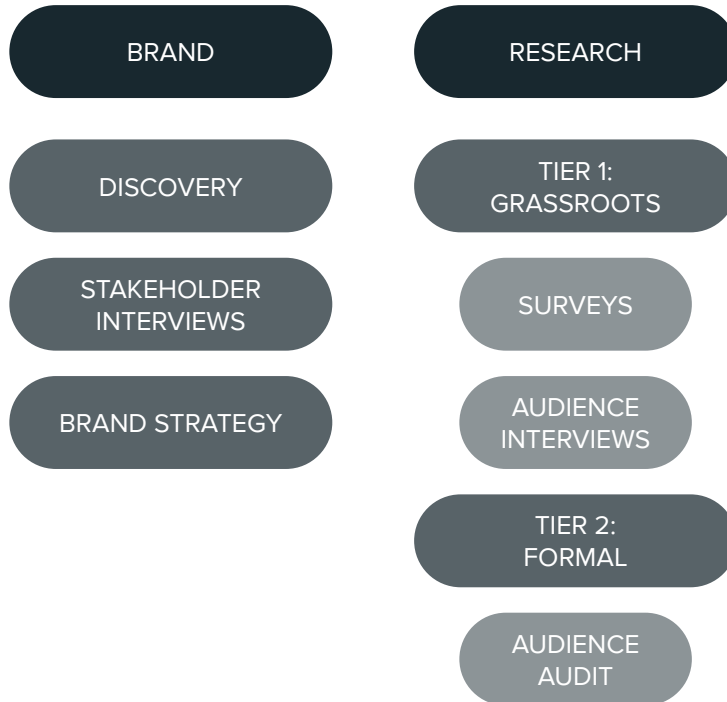 BRAND
DISCOVERY
STAKEHOLDER
INTERVIEWS
BRAND STRATEGY
RESEARCH
TIER 1:
GRASSROOTS
SURVEYS
AUDIENCE
INTERVIEWS
TIER 2:
FORMAL
AUDIENCE
AUDIT